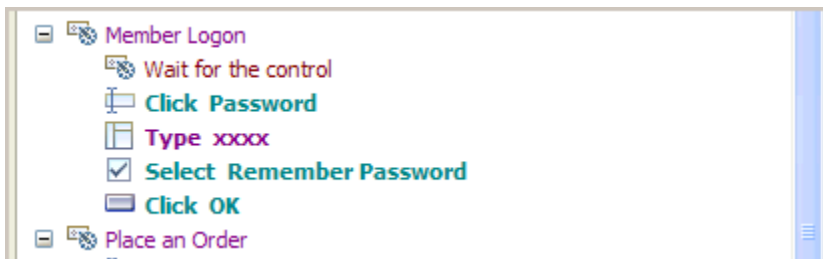 Member Logon
Wait for the control
Click Password
Type xxxx
Select Remember Password
Click OK
Place an Order